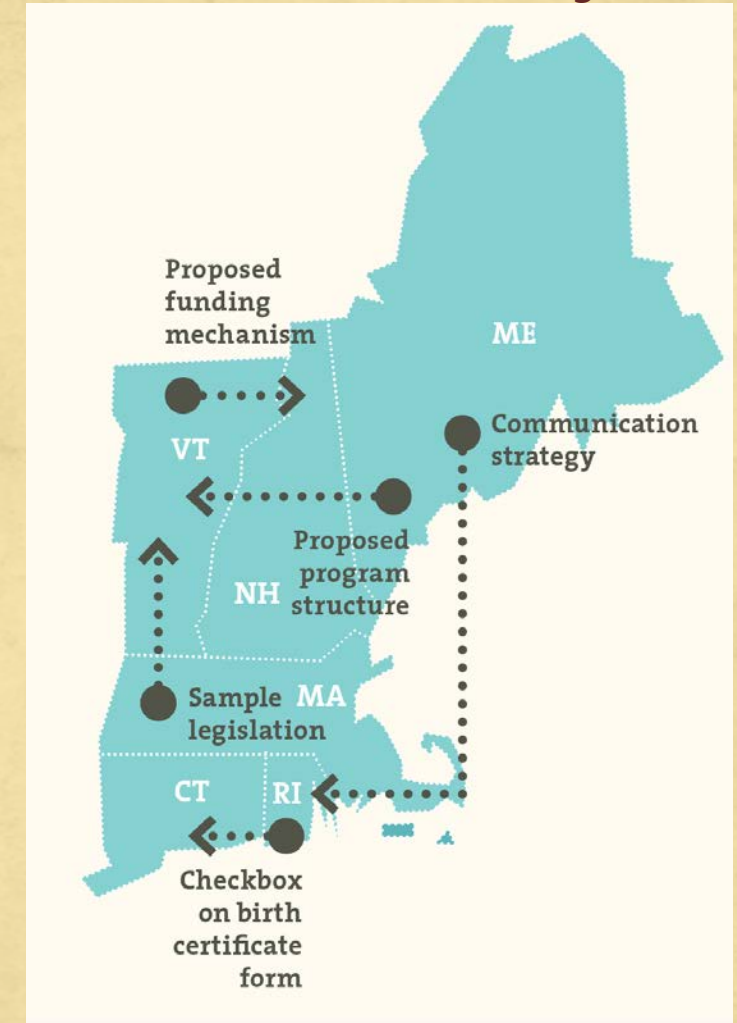 Proposed
funding
mechanism
ME
Communication
strategy
VT
Proposed
program
structure
NH
Sample
legislation
MA
CT
RI
Checkbox
on birth
certificate
form